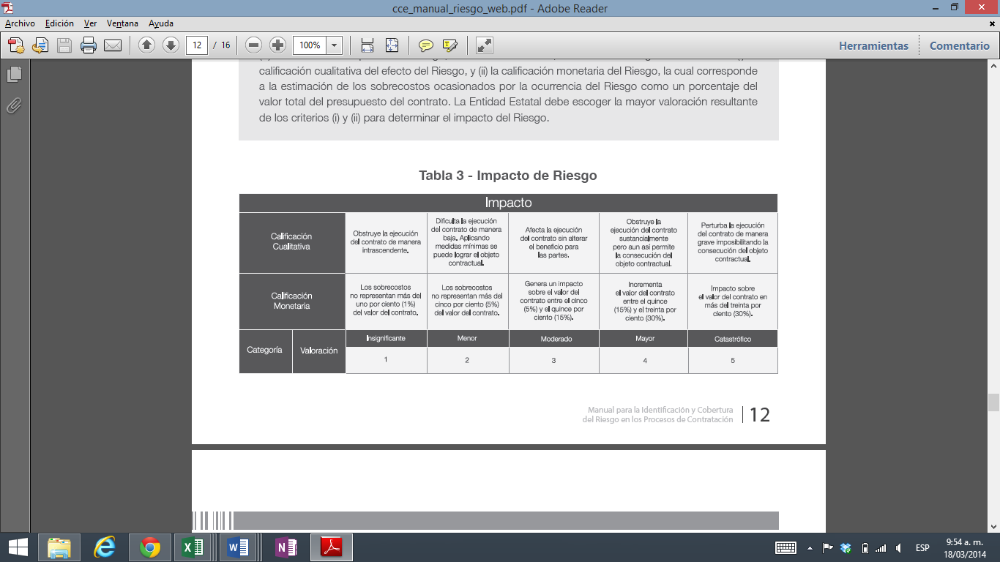 cce_manual_riesgo_web.pdf - Adobe Reader
Archivo Edición Ver Ventana Ayuda
12 / 16 100% Herramientas Comentario
calificación cualitativa del efecto del Riesgo, y (ii) la calificación monetaria del Riesgo, la cual corresponde
a la estimación de los sobrecostos ocasionados por la ocurrencia del Riesgo como un porcentaje del
valor total del presupuesto del contrato. La Entidad Estatal debe escoger la mayor valoración resultante
de los criterios (i) y (ii) para determinar el impacto del Riesgo.
Tabla 3 - Impacto de Riesgo
Impacto
Calificación
Cualitativa
Obstruye la ejecución
del contrato de manera
intrascendente.
Dificulta la ejecución
del contrato de manera
baja. Aplicando
medidas mínimas se
puede lograr el objeto
contractual.
Afecta la ejecución
del contrato sin alterar
el beneficio para
las partes.
Obstruye la
ejecución del contrato
sustancialmente
pero aun así permite
la consecución del
objeto contractual.
Perturba la ejecución
del contrato de manera
grave imposibilitando la
consecución del objeto
contractual.
Calificación
Monetaria
Los sobrecostos
no representan más del
uno por ciento (1%)
del valor del contrato.
Los sobrecostos
no representan más del
cinco por ciento (5%)
del valor del contrato.
Genera un impacto
sobre el valor del
contrato entre el cinco
(5%) y el quince por
ciento (15%).
Incrementa
el valor del contrato
entre el quince
(15%) y el treinta por
ciento (30%).
Impacto sobre
el valor del contrato en
más del treinta por
ciento (30%).
Categoría Valoración
Insignificante Menor Moderado Mayor Catastrófico
1 2 3 4 5
Manual para la Identificación y Cobertura
del Riesgo en los Procesos de Contratación
12
ESP
9:54 a. m.
18/03/2014